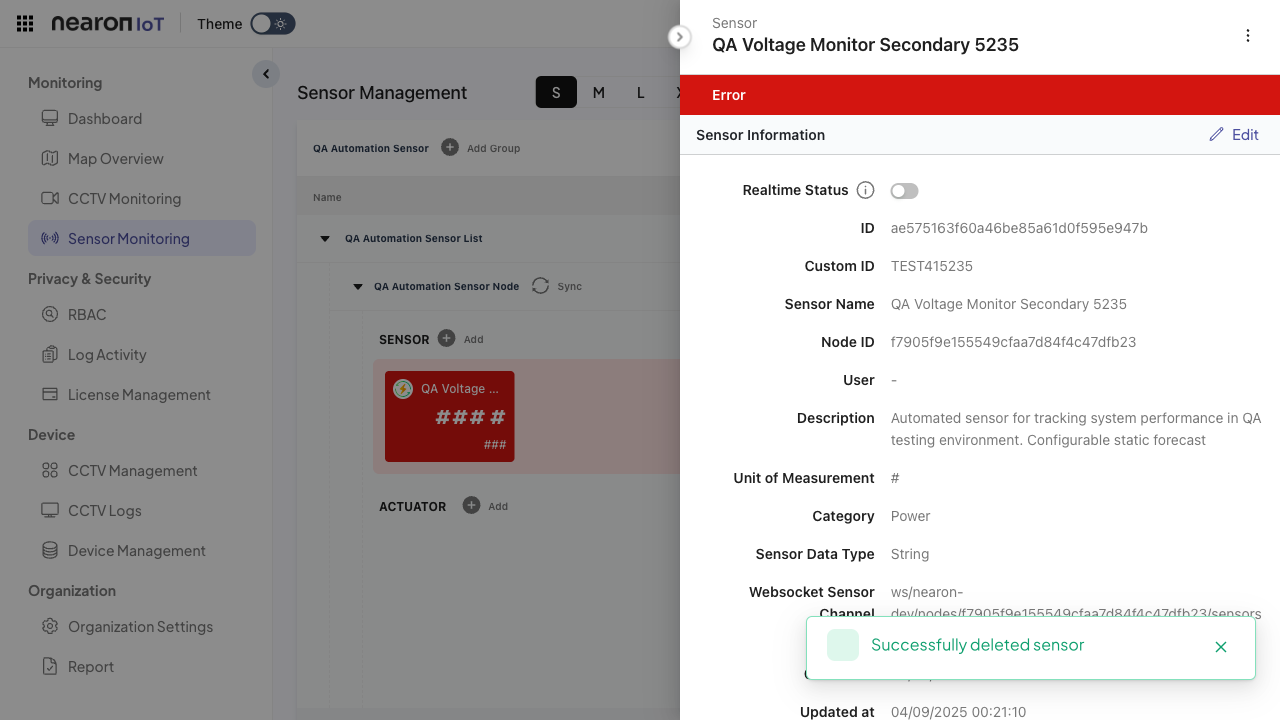 nearon IoT
Theme
Monitoring
Dashboard
Map Overview
CCTV Monitoring
Sensor Monitoring
Privacy & Security
RBAC
Log Activity
License Management
Device
CCTV Management
CCTV Logs
Device Management
Organization
Organization Settings
Report
Sensor Management
S M L
QA Automation Sensor Add Group
Name
QA Automation Sensor List
QA Automation Sensor Node Sync
SENSOR Add
QA Voltage ...
####
###
ACTUATOR Add
Sensor
QA Voltage Monitor Secondary 5235
Error
Sensor Information Edit
Realtime Status
ID ae575163f60a46be85a61d0f595e947b
Custom ID TEST415235
Sensor Name QA Voltage Monitor Secondary 5235
Node ID f7905f9e155549cfaa7d84f4c47dfb23
User -
Description Automated sensor for tracking system performance in QA
testing environment. Configurable static forecast
Unit of Measurement #
Category Power
Sensor Data Type String
Websocket Sensor ws/nearon-
Channel dev/nodes/f7905f9e155549cfaa7d84f4c47dfb23/sensors
Successfully deleted sensor
Updated at 04/09/2025 00:21:10